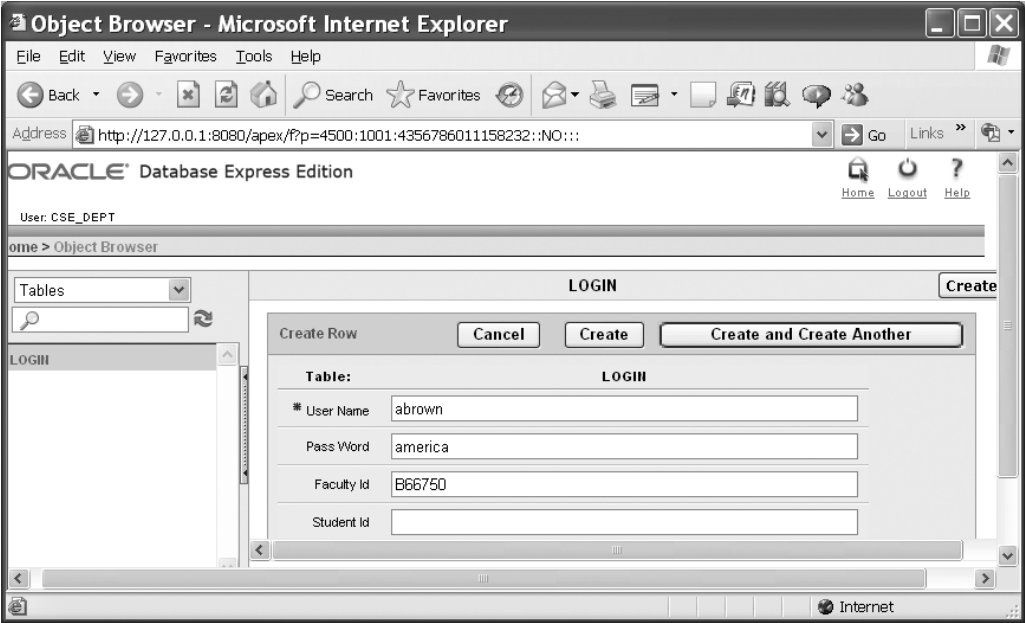 Object Browser - Microsoft Internet Explorer
File Edit View Favorites Tools Help
Back Search Favorites
Address http://127.0.0.1:8080/apex/f?p=4500:1001:4356786011158232::NO::: Go Links »
ORACLE Database Express Edition
Home Logout Help
User: CSE_DEPT
ome > Object Browser
Tables LOGIN Create
Create Row Cancel Create Create and Create Another
LOGIN
Table: LOGIN
* User Name abrown
Pass Word america
Faculty Id B66750
Student Id
Internet